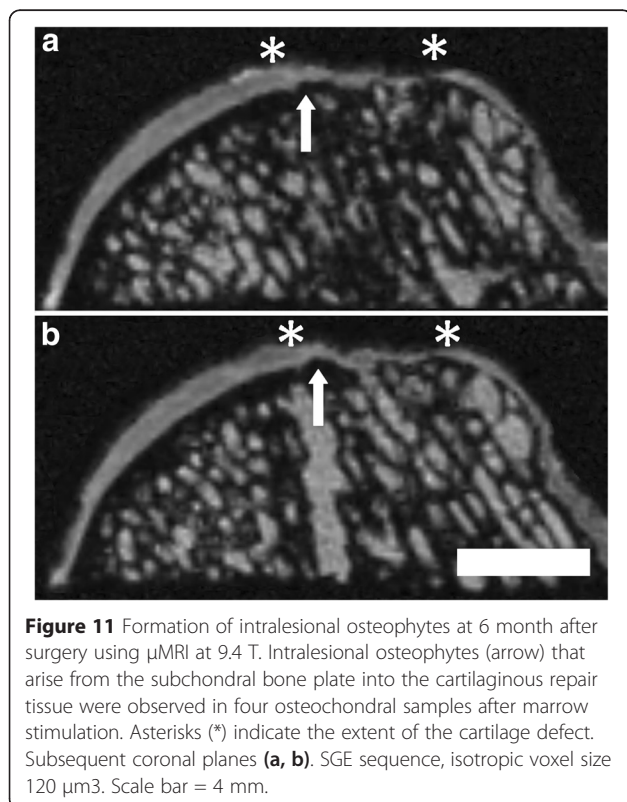 a
* *
b
* *
Figure 11 Formation of intralesional osteophytes at 6 month after
surgery using μMRI at 9.4 T. Intralesional osteophytes (arrow) that
arise from the subchondral bone plate into the cartilaginous repair
tissue were observed in four osteochondral samples after marrow
stimulation. Asterisks (*) indicate the extent of the cartilage defect.
Subsequent coronal planes (a, b). SGE sequence, isotropic voxel size
120 μm3. Scale bar = 4 mm.